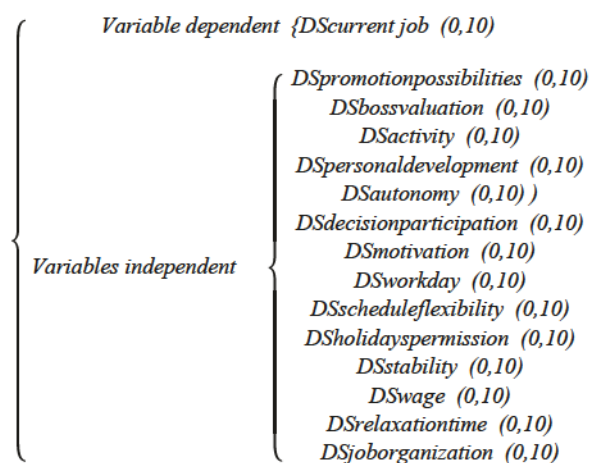 Variable dependent {DScurrent job (0,10)
DSpromotionpossibilities (0,10)
DSbossvaluation (0,10)
DSactivity (0,10)
DSpersonaldevelopment (0,10)
DSautonomy (0,10) )
DSdecisionparticipation (0,10)
Variables independent
DSmotivation (0,10)
DSworkday (0,10)
DSscheduleflexibility (0,10)
DSholidayspermission (0,10)
DSstability (0,10)
DSwage (0,10)
DSrelaxationtime (0,10)
DSjoborganization (0,10)